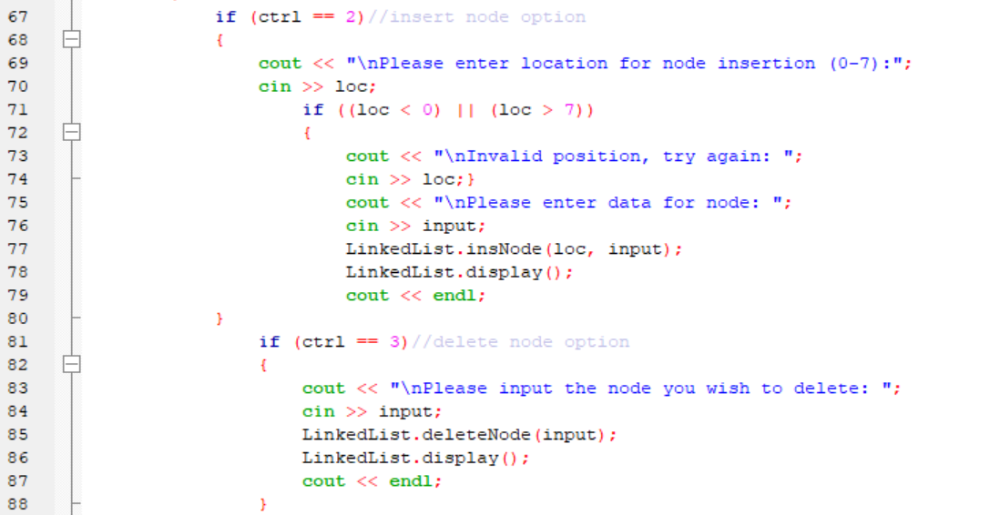 67 if (ctrl == 2)//insert node option
68 {
69 cout << "\nPlease enter location for node insertion (0-7):";
70 cin >> loc;
71 if ((loc < 0) || (loc > 7))
72 {
73 cout << "\nInvalid position, try again: ";
74 cin >> loc;}
75 cout << "\nPlease enter data for node: ";
76 cin >> input;
77 LinkedList.insNode(loc, input);
78 LinkedList.display();
79 cout << endl;
80 }
81 if (ctrl == 3)//delete node option
82 {
83 cout << "\nPlease input the node you wish to delete: ";
84 cin >> input;
85 LinkedList.deleteNode(input);
86 LinkedList.display();
87 cout << endl;
88 }